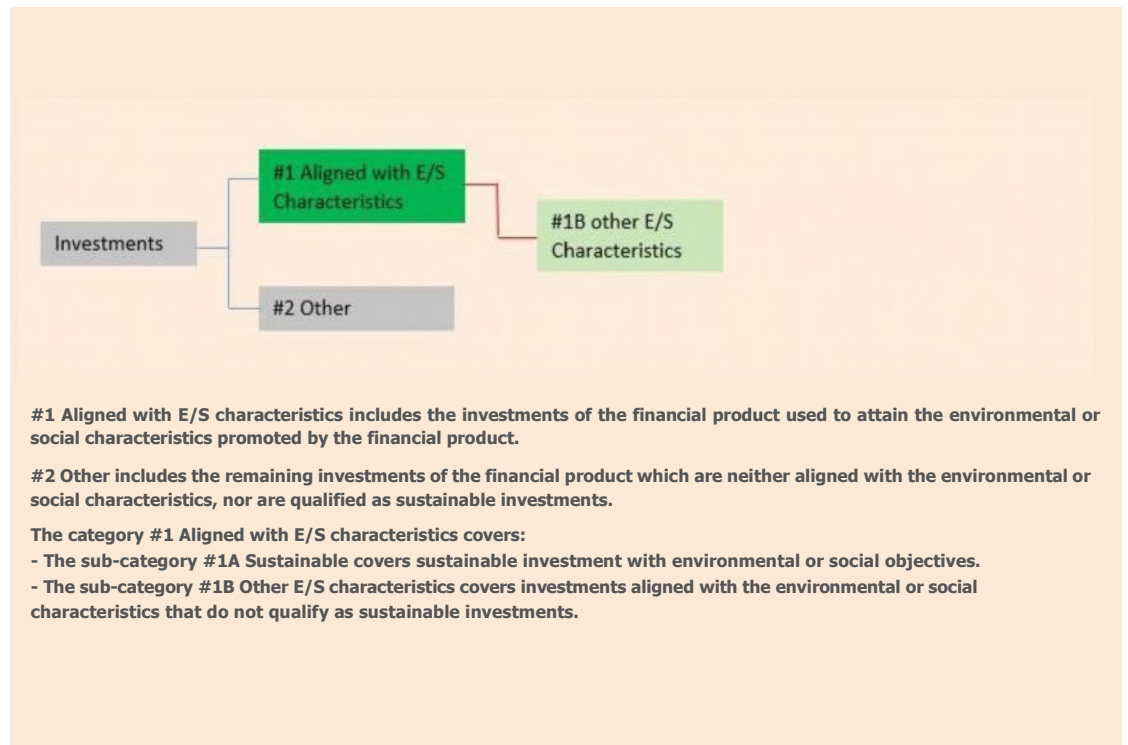 #1 Aligned with E/S
Characteristics
#1B other E/S
Characteristics
Investments
#2 Other
#1 Aligned with E/S characteristics includes the investments of the financial product used to attain the environmental or
social characteristics promoted by the financial product.
#2 Other includes the remaining investments of the financial product which are neither aligned with the environmental or
social characteristics, nor are qualified as sustainable investments.
The category #1 Aligned with E/S characteristics covers:
- The sub-category #1A Sustainable covers sustainable investment with environmental or social objectives.
- The sub-category #1B Other E/S characteristics covers investments aligned with the environmental or social
characteristics that do not qualify as sustainable investments.